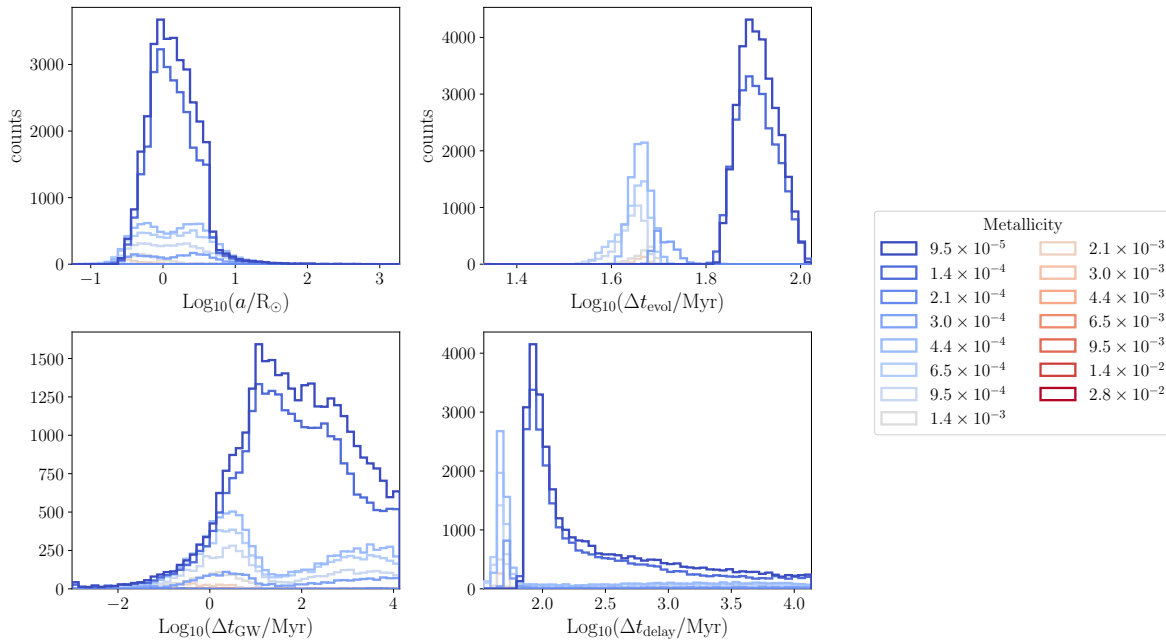 counts
3000
2000
1000
0
−1 0 1 2 3
Log₁₀(a/R☉)
counts
4000
3000
2000
1000
0
1.4 1.6 1.8 2.0
Log₁₀(Δt_evol/Myr)
1500
1250
1000
750
500
250
0
−2 0 2 4
Log₁₀(Δt_GW/Myr)
4000
3000
2000
1000
0
2.0 2.5 3.0 3.5 4.0
Log₁₀(Δt_delay/Myr)
Metallicity
9.5 × 10⁻⁵
1.4 × 10⁻⁴
2.1 × 10⁻⁴
3.0 × 10⁻⁴
4.4 × 10⁻⁴
6.5 × 10⁻⁴
9.5 × 10⁻⁴
1.4 × 10⁻³
2.1 × 10⁻³
3.0 × 10⁻³
4.4 × 10⁻³
6.5 × 10⁻³
9.5 × 10⁻³
1.4 × 10⁻²
2.8 × 10⁻²